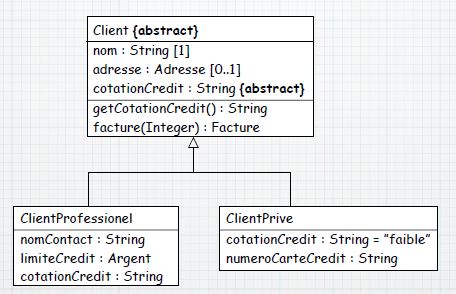 Client {abstract}
nom : String [1]
adresse : Adresse [0..1]
cotationCredit : String {abstract}
getCotationCredit() : String
facture(Integer) : Facture
ClientProfessionel
nomContact : String
limiteCredit : Argent
cotationCredit : String
ClientPrive
cotationCredit : String = "faible"
numeroCarteCredit : String